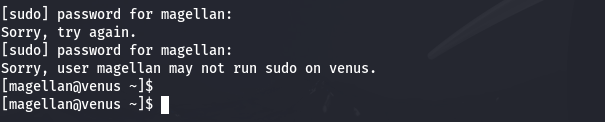 [sudo] password for magellan:
Sorry, try again.
[sudo] password for magellan:
Sorry, user magellan may not run sudo on venus.
[magellan@venus ~]$
[magellan@venus ~]$